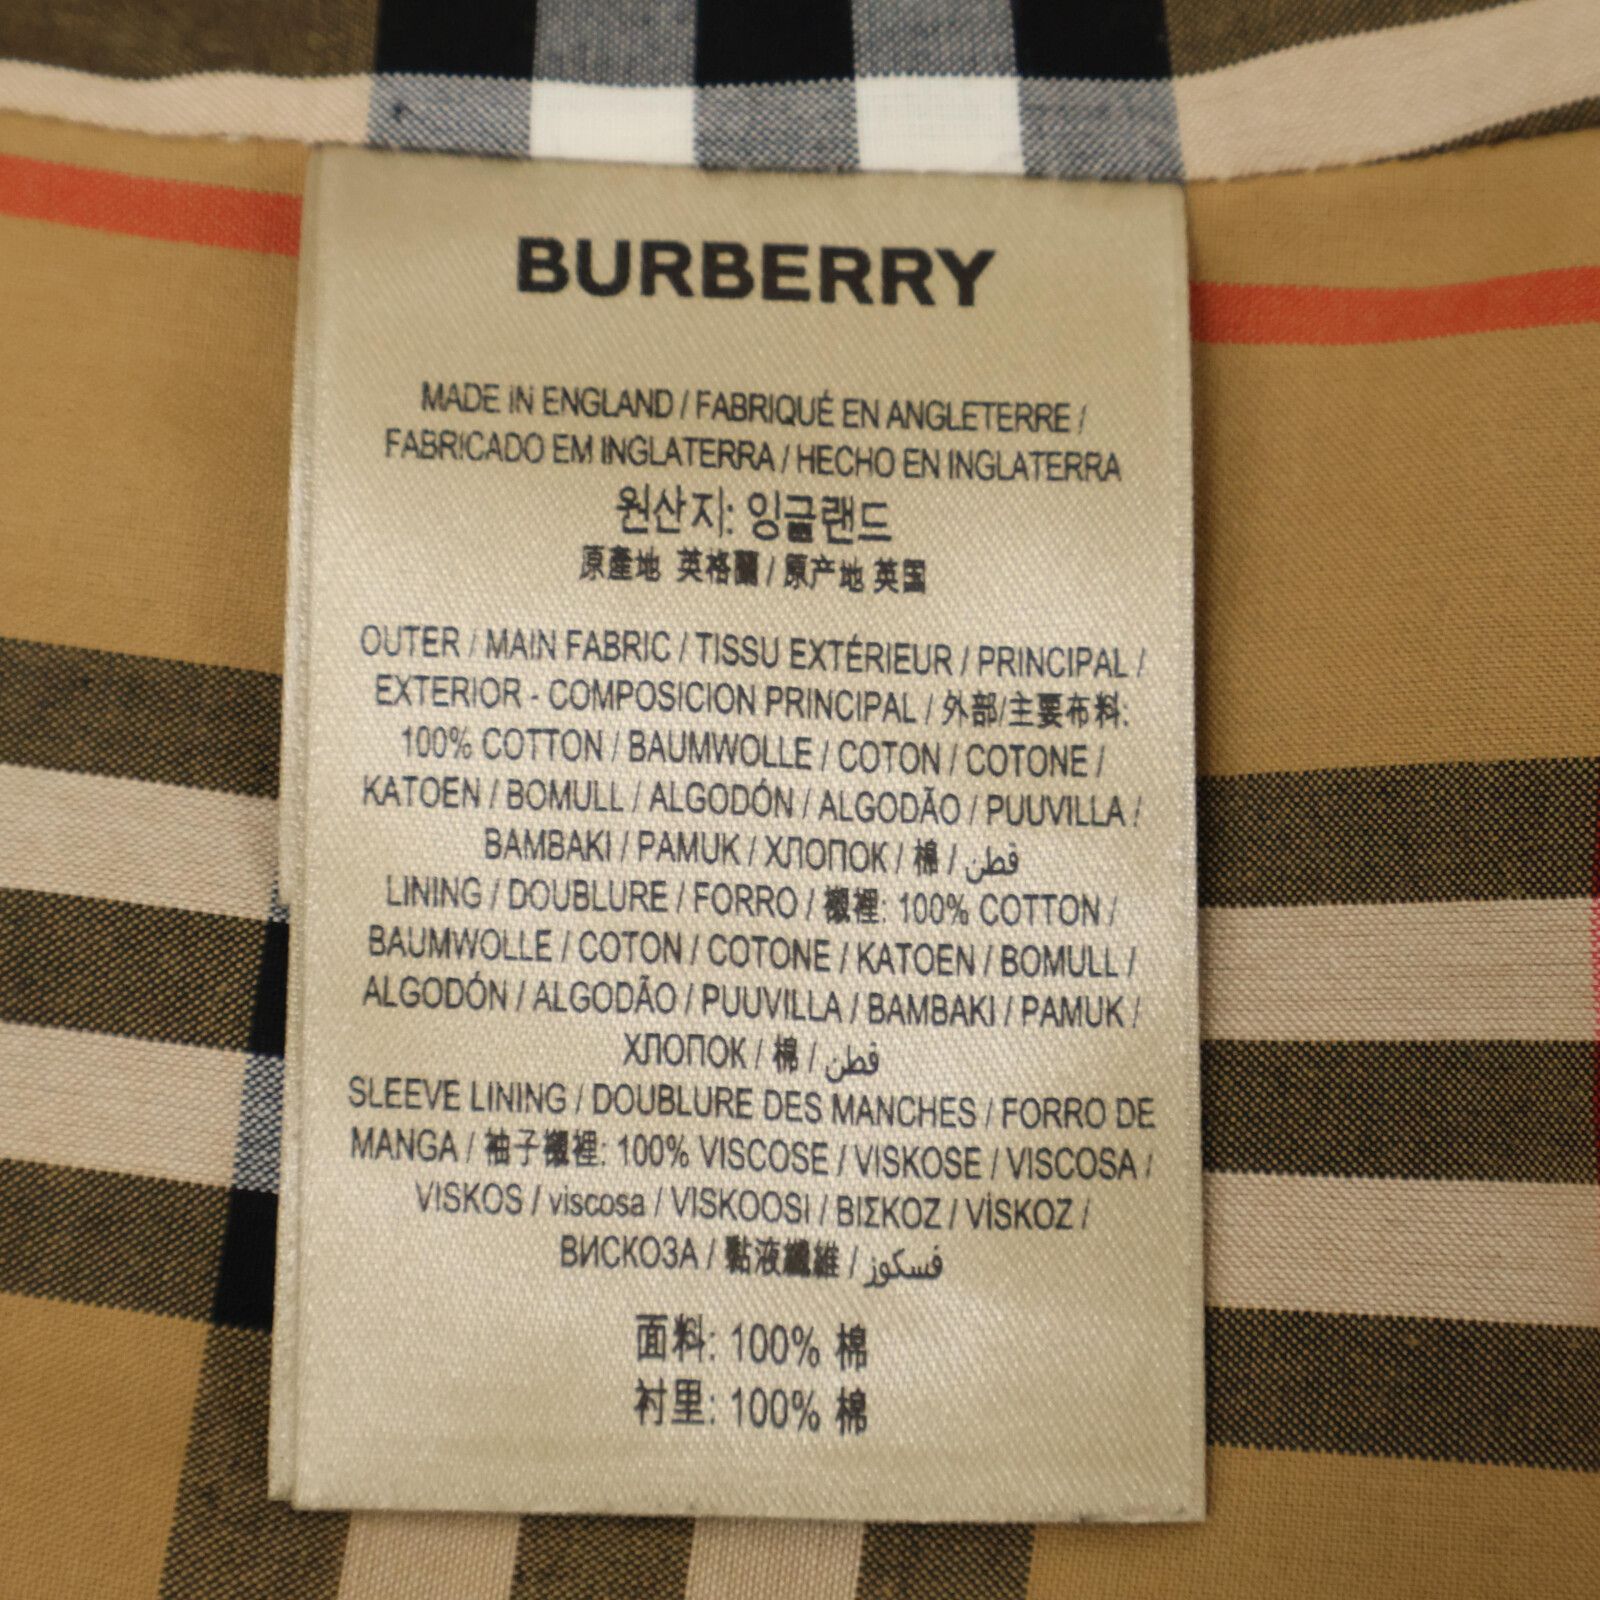 BURBERRY
MADE IN ENGLAND / FABRIQUÉ EN ANGLETERRE /
FABRICADO EM INGLATERRA / HECHO EN INGLATERRA
원산지: 잉글랜드
原產地 英格蘭 / 原产地 英国
OUTER / MAIN FABRIC / TISSU EXTÉRIEUR / PRINCIPAL /
EXTERIOR - COMPOSICION PRINCIPAL / 外部/主要布料:
100% COTTON / BAUMWOLLE / COTON / COTONE /
KATOEN / BOMULL / ALGODÓN / ALGODÃO / PUUVILLA /
BAMBAKI / PAMUK / ХЛОПОК / 棉 / قطن
LINING / DOUBLURE / FORRO / 襯裡: 100% COTTON /
BAUMWOLLE / COTON / COTONE / KATOEN / BOMULL /
ALGODÓN / ALGODÃO / PUUVILLA / BAMBAKI / PAMUK /
ХЛОПОК / 棉 / قطن
SLEEVE LINING / DOUBLURE DES MANCHES / FORRO DE
MANGA / 袖子襯裡: 100% VISCOSE / VISKOSE / VISCOSA /
VISKOS / viscosa / VISKOOSI / ΒΙΣΚΟΖ / VİSKOZ /
ВИСКОЗА / 黏液纖維 / فسكوز
面料: 100% 棉
衬里: 100% 棉